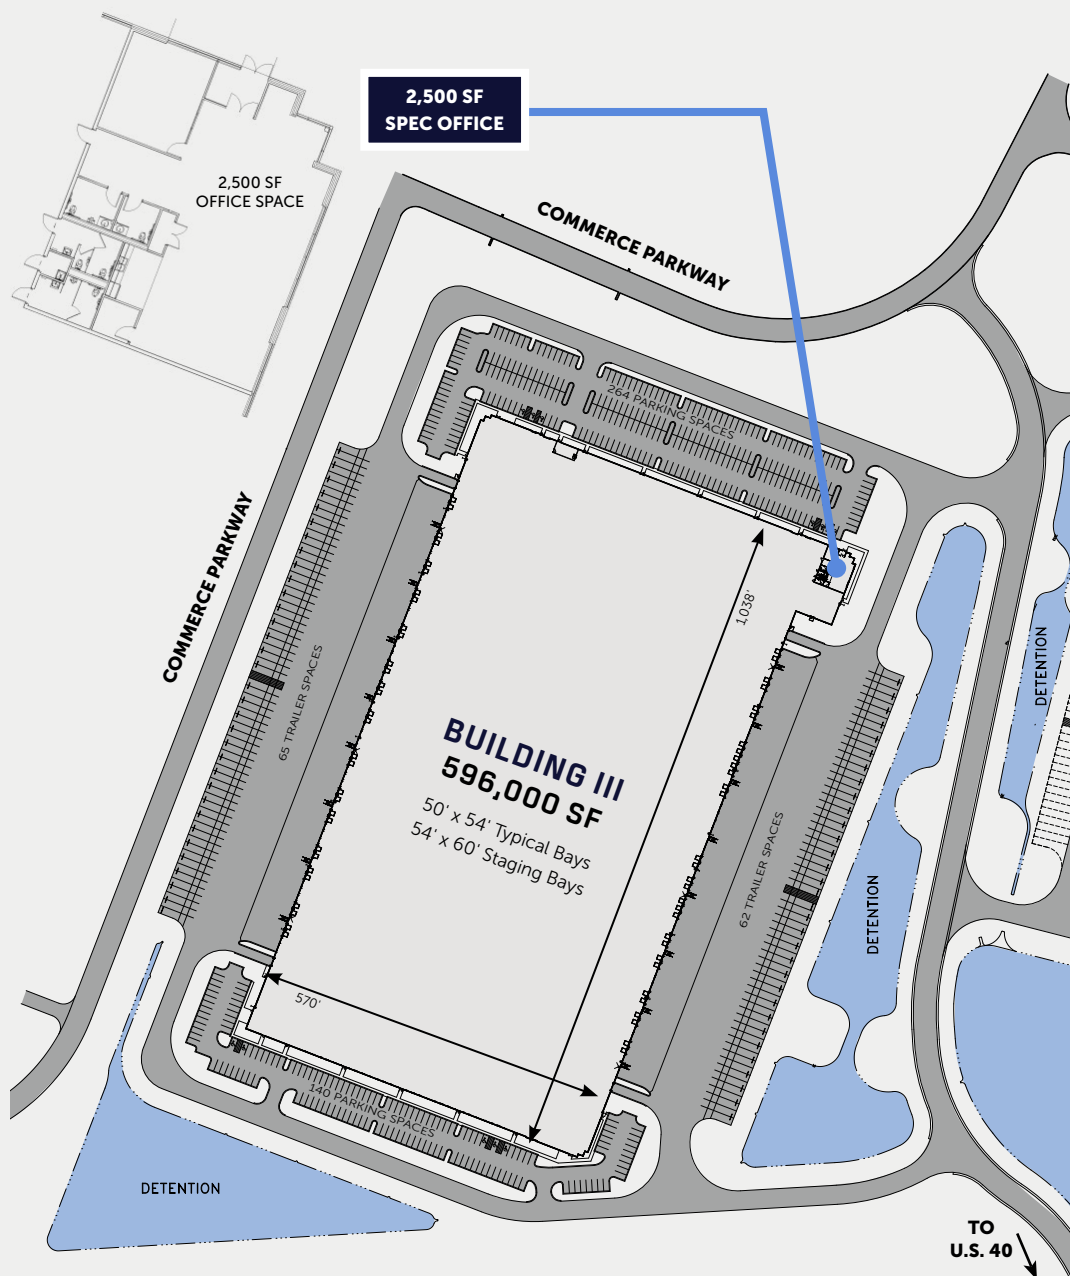 2,500 SF
SPEC OFFICE
2,500 SF
OFFICE SPACE
COMMERCE PARKWAY
264 PARKING SPACES
COMMERCE PARKWAY
1038'
65 TRAILER SPACES
DETENTION
BUILDING III
596,000 SF
50' x 54' Typical Bays
54' x 60' Staging Bays
62 TRAILER SPACES
DETENTION
570'
140 PARKING SPACES
DETENTION
TO
U.S. 40